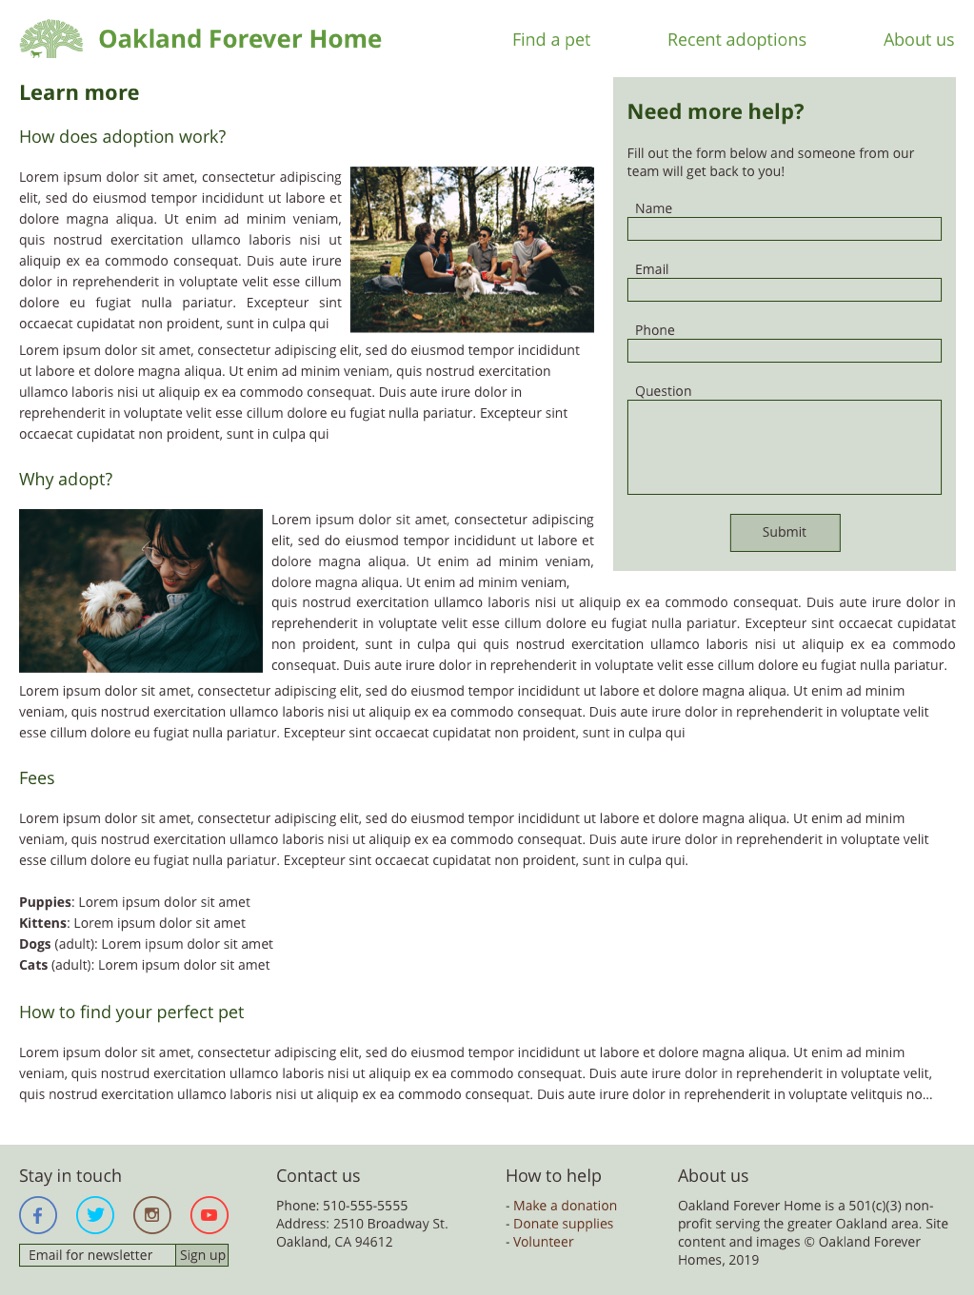 Oakland Forever Home
Find a pet
Recent adoptions
About us
Learn more
How does adoption work?
Lorem ipsum dolor sit amet, consectetur adipiscing
elit, sed do eiusmod tempor incididunt ut labore et
dolore magna aliqua. Ut enim ad minim veniam,
quis nostrud exercitation ullamco laboris nisi ut
aliquip ex ea commodo consequat. Duis aute irure
dolor in reprehenderit in voluptate velit esse cillum
dolore eu fugiat nulla pariatur. Excepteur sint
occaecat cupidatat non proident, sunt in culpa qui
Lorem ipsum dolor sit amet, consectetur adipiscing elit, sed do eiusmod tempor incididunt
ut labore et dolore magna aliqua. Ut enim ad minim veniam, quis nostrud exercitation
ullamco laboris nisi ut aliquip ex ea commodo consequat. Duis aute irure dolor in
reprehenderit in voluptate velit esse cillum dolore eu fugiat nulla pariatur. Excepteur sint
occaecat cupidatat non proident, sunt in culpa qui
Need more help?
Fill out the form below and someone from our
team will get back to you!
Name
Email
Phone
Question
Submit
Why adopt?
Lorem ipsum dolor sit amet, consectetur adipiscing
elit, sed do eiusmod tempor incididunt ut labore et
dolore magna aliqua. Ut enim ad minim veniam,
dolore magna aliqua. Ut enim ad minim veniam,
quis nostrud exercitation ullamco laboris nisi ut aliquip ex ea commodo consequat. Duis aute irure dolor in
reprehenderit in voluptate velit esse cillum dolore eu fugiat nulla pariatur. Excepteur sint occaecat cupidatat
non proident, sunt in culpa qui quis nostrud exercitation ullamco laboris nisi ut aliquip ex ea commodo
consequat. Duis aute irure dolor in reprehenderit in voluptate velit esse cillum dolore eu fugiat nulla pariatur.
Lorem ipsum dolor sit amet, consectetur adipiscing elit, sed do eiusmod tempor incididunt ut labore et dolore magna aliqua. Ut enim ad minim
veniam, quis nostrud exercitation ullamco laboris nisi ut aliquip ex ea commodo consequat. Duis aute irure dolor in reprehenderit in voluptate velit
esse cillum dolore eu fugiat nulla pariatur. Excepteur sint occaecat cupidatat non proident, sunt in culpa qui
Fees
Lorem ipsum dolor sit amet, consectetur adipiscing elit, sed do eiusmod tempor incididunt ut labore et dolore magna aliqua. Ut enim ad minim
veniam, quis nostrud exercitation ullamco laboris nisi ut aliquip ex ea commodo consequat. Duis aute irure dolor in reprehenderit in voluptate velit
esse cillum dolore eu fugiat nulla pariatur. Excepteur sint occaecat cupidatat non proident, sunt in culpa qui.
Puppies: Lorem ipsum dolor sit amet
Kittens: Lorem ipsum dolor sit amet
Dogs (adult): Lorem ipsum dolor sit amet
Cats (adult): Lorem ipsum dolor sit amet
How to find your perfect pet
Lorem ipsum dolor sit amet, consectetur adipiscing elit, sed do eiusmod tempor incididunt ut labore et dolore magna aliqua. Ut enim ad minim
veniam, quis nostrud exercitation ullamco laboris nisi ut aliquip ex ea commodo consequat. Duis aute irure dolor in reprehenderit in voluptate velit,
quis nostrud exercitation ullamco laboris nisi ut aliquip ex ea commodo consequat. Duis aute irure dolor in reprehenderit in voluptate velitquis no...
Stay in touch
Email for newsletter
Sign up
Contact us
Phone: 510-555-5555
Address: 2510 Broadway St.
Oakland, CA 94612
How to help
- Make a donation
- Donate supplies
- Volunteer
About us
Oakland Forever Home is a 501(c)(3) non-
profit serving the greater Oakland area. Site
content and images © Oakland Forever
Homes, 2019